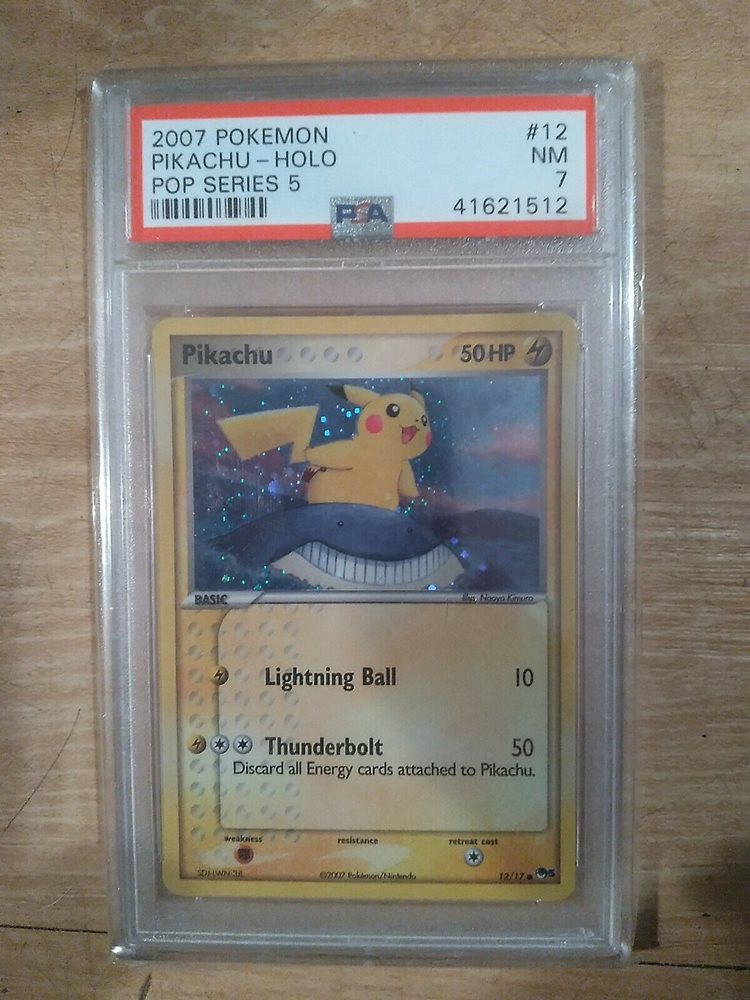 2007 POKEMON #12
PIKACHU - HOLO NM
POP SERIES 5 7
PSA 41621512
Pikachu 50 HP
BASIC Illus. Naoyo Kimura
Lightning Ball 10
Thunderbolt 50
Discard all Energy cards attached to Pikachu.
weakness resistance retreat cost
©2007 Pokémon/Nintendo 12/17 5